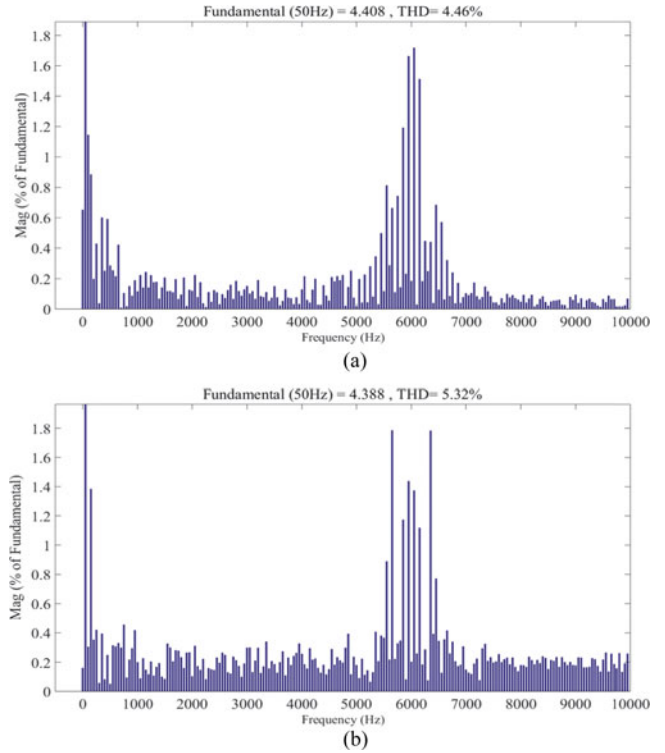 Fundamental (50Hz) = 4.408 , THD= 4.46%
1.8
1.6
1.4
1.2
1
0.8
0.6
0.4
0.2
0
Mag (% of Fundamental)
0 1000 2000 3000 4000 5000 6000 7000 8000 9000 10000
Frequency (Hz)
(a)
Fundamental (50Hz) = 4.388 , THD= 5.32%
1.8
1.6
1.4
1.2
1
0.8
0.6
0.4
0.2
0
Mag (% of Fundamental)
0 1000 2000 3000 4000 5000 6000 7000 8000 9000 10000
Frequency (Hz)
(b)